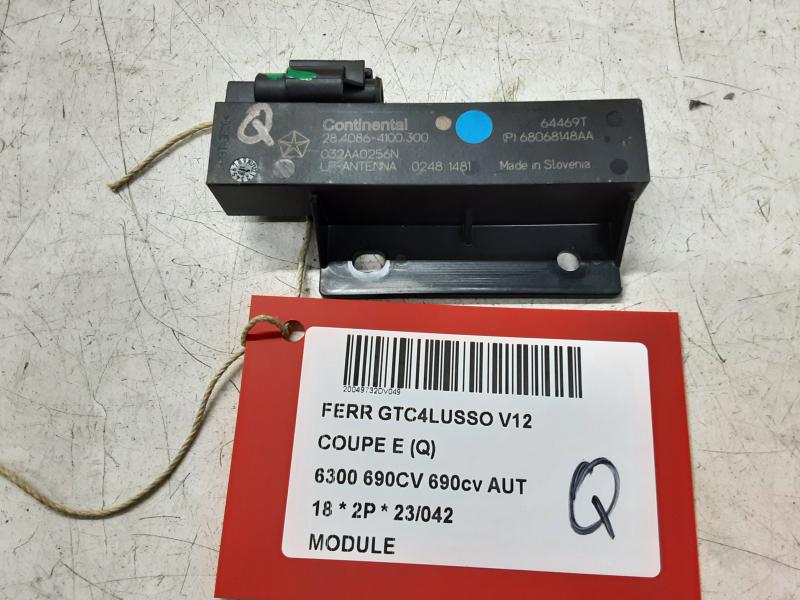 Q
Continental
28.4086-4100.300
032AA0256N
LF-ANTENNA 0248 1481
64469T
(P) 68068148AA
Made in Slovenia
20049732DV049
FERR GTC4LUSSO V12
COUPE E (Q)
6300 690CV 690cv AUT
18 * 2P * 23/042
MODULE
Q